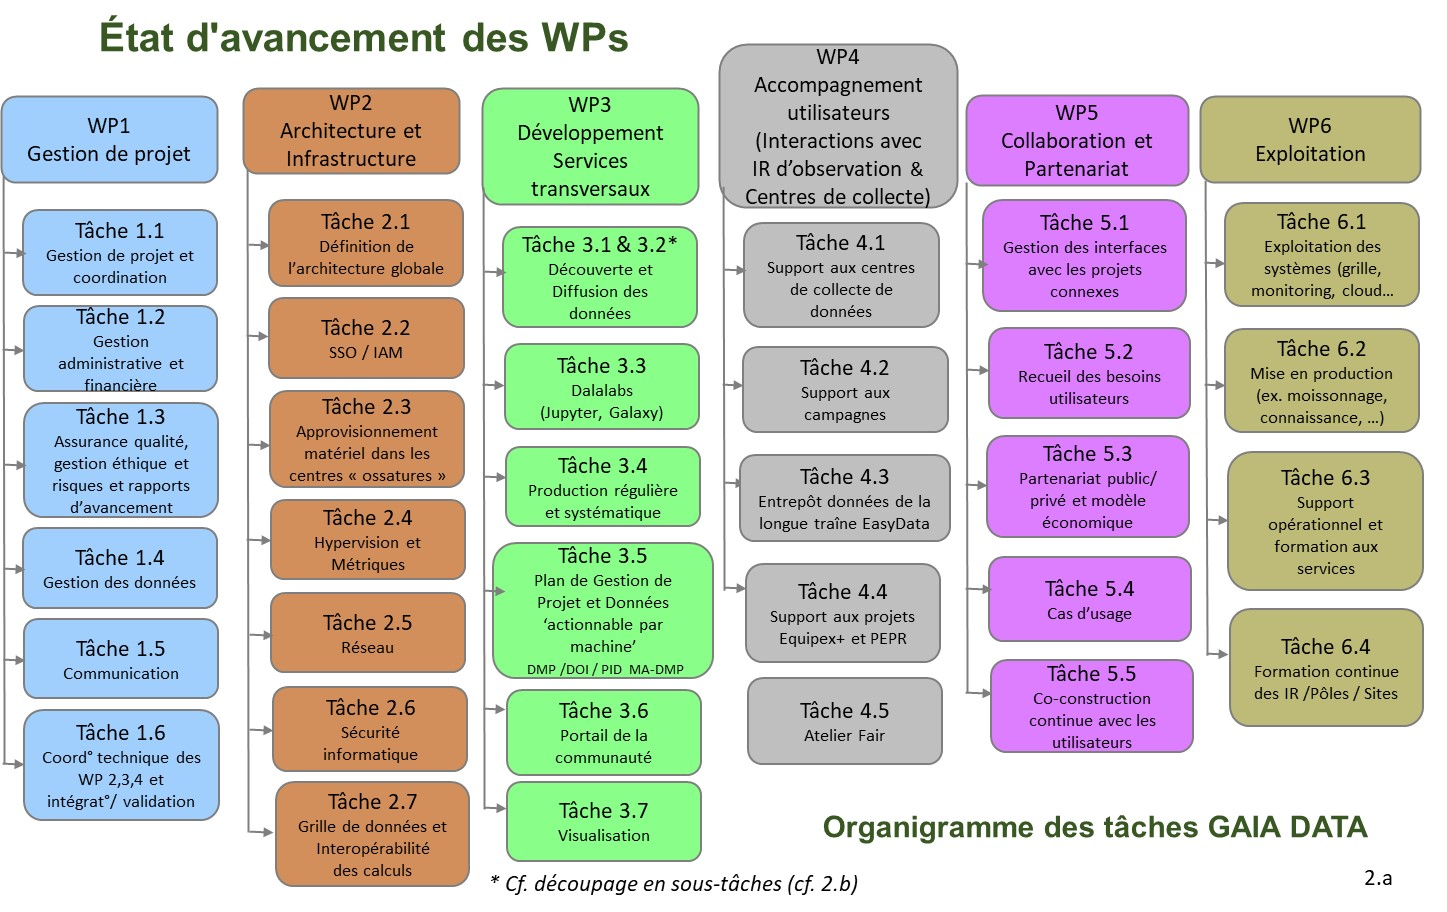 État d'avancement des WPs
WP1
Gestion de projet
Tâche 1.1
Gestion de projet et
coordination
Tâche 1.2
Gestion
administrative et
financière
Tâche 1.3
Assurance qualité,
gestion éthique et
risques et rapports
d’avancement
Tâche 1.4
Gestion des données
Tâche 1.5
Communication
Tâche 1.6
Coord° technique des
WP 2,3,4 et
intégrat°/ validation
WP2
Architecture et
Infrastructure
Tâche 2.1
Définition de
l’architecture globale
Tâche 2.2
SSO / IAM
Tâche 2.3
Approvisionnement
matériel dans les
centres « ossatures »
Tâche 2.4
Hypervision et
Métriques
Tâche 2.5
Réseau
Tâche 2.6
Sécurité
informatique
Tâche 2.7
Grille de données et
Interopérabilité
des calculs
WP3
Développement
Services
transversaux
Tâche 3.1 & 3.2*
Découverte et
Diffusion des
données
Tâche 3.3
Dalalabs
(Jupyter, Galaxy)
Tâche 3.4
Production régulière
et systématique
Tâche 3.5
Plan de Gestion de
Projet et Données
‘actionnable par
machine’
DMP /DOI / PID MA-DMP
Tâche 3.6
Portail de la
communauté
Tâche 3.7
Visualisation
WP4
Accompagnement
utilisateurs
(Interactions avec
IR d’observation &
Centres de collecte)
Tâche 4.1
Support aux centres
de collecte de
données
Tâche 4.2
Support aux
campagnes
Tâche 4.3
Entrepôt données de la
longue traîne EasyData
Tâche 4.4
Support aux projets
Equipex+ et PEPR
Tâche 4.5
Atelier Fair
WP5
Collaboration et
Partenariat
Tâche 5.1
Gestion des interfaces
avec les projets
connexes
Tâche 5.2
Recueil des besoins
utilisateurs
Tâche 5.3
Partenariat public/
privé et modèle
économique
Tâche 5.4
Cas d’usage
Tâche 5.5
Co-construction
continue avec les
utilisateurs
WP6
Exploitation
Tâche 6.1
Exploitation des
systèmes (grille,
monitoring, cloud…
Tâche 6.2
Mise en production
(ex. moissonnage,
connaissance, …)
Tâche 6.3
Support
opérationnel et
formation aux
services
Tâche 6.4
Formation continue
des IR /Pôles / Sites
Organigramme des tâches GAIA DATA
* Cf. découpage en sous-tâches (cf. 2.b)
2.a